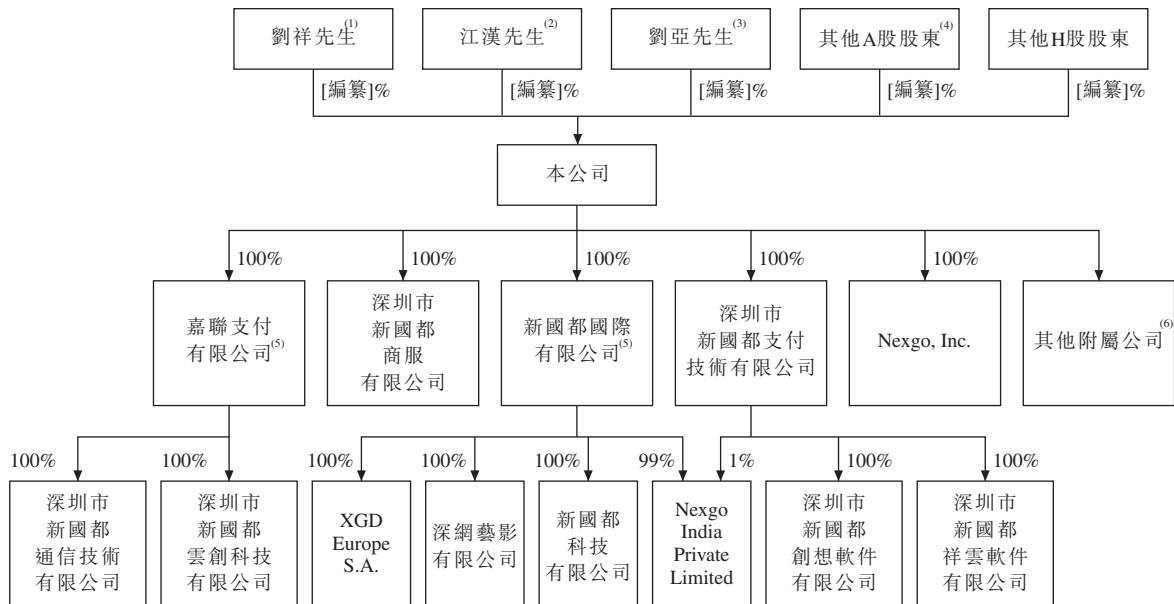 劉祥先生(1)
江漢先生(2)
劉亞先生(3)
其他A股股東(4)
其他H股股東
[編纂]%
[編纂]%
[編纂]%
[編纂]%
[編纂]%
本公司
100%
100%
100%
100%
100%
嘉聯支付
有限公司(5)
深圳市
新國都
商服
有限公司
新國都國際
有限公司(5)
深圳市
新國都支付
技術有限公司
Nexgo, Inc.
其他附屬公司(6)
100%
100%
100%
100%
100%
99%
1%
100%
100%
深圳市
新國都
通信技術
有限公司
深圳市
新國都
雲創科技
有限公司
XGD
Europe
S.A.
深網藝影
有限公司
新國都
科技
有限公司
Nexgo
India
Private
Limited
深圳市
新國都
創想軟件
有限公司
深圳市
新國都
祥雲軟件
有限公司